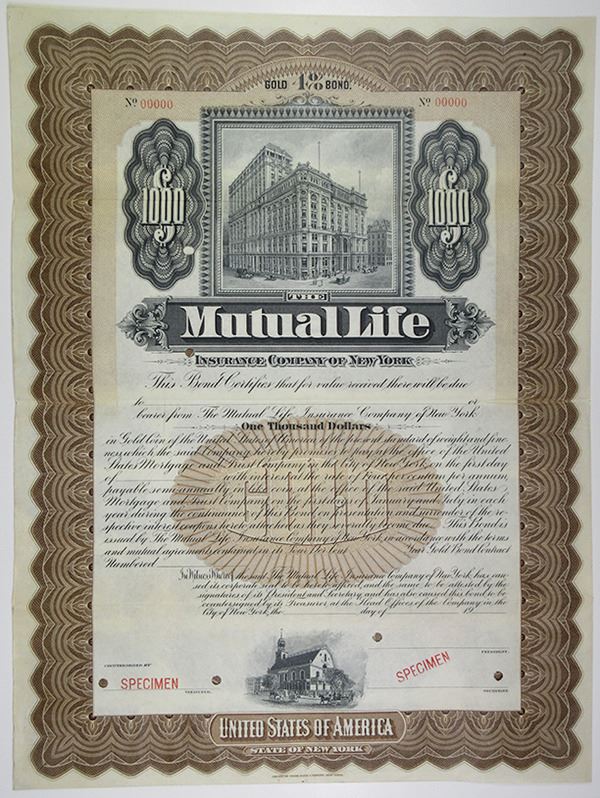 GOLD 4% BOND.
No 00000 No 00000
1000 1000
THE
Mutual Life
INSURANCE COMPANY OF NEW YORK
This Bond Certifies that for value received there will be due
to or
bearer from The Mutual Life Insurance Company of New York
One Thousand Dollars
in Gold Coin of the United States of America of the present standard of weight and fine-
ness, which the said Company hereby promises to pay at the office of the United
States Mortgage and Trust Company in the City of New York, on the first day
of with interest at the rate of Four per centum per annum,
payable semi-annually in gold coin at the office of the said United States
Mortgage and Trust Company on the first days of January and July in each
year during the continuance of this Bond on presentation and surrender of the re-
spective interest coupons hereto attached as they severally become due. This Bond is
issued by The Mutual Life Insurance Company of New York in accordance with the terms
and mutual agreements contained in its Four Per Cent Year Gold Bond Contract
Numbered
In Witness Whereof the said The Mutual Life Insurance Company of New York has cau-
sed its corporate seal to be hereto affixed and the same to be attested by the
signatures of its President and Secretary, and has also caused this bond to be
countersigned by its Treasurer at the Head Offices of the Company in the
City of New York, the day of 19
PRESIDENT.
COUNTERSIGNED BY
SPECIMEN SPECIMEN
TREASURER. SECRETARY
UNITED STATES OF AMERICA
STATE OF NEW YORK